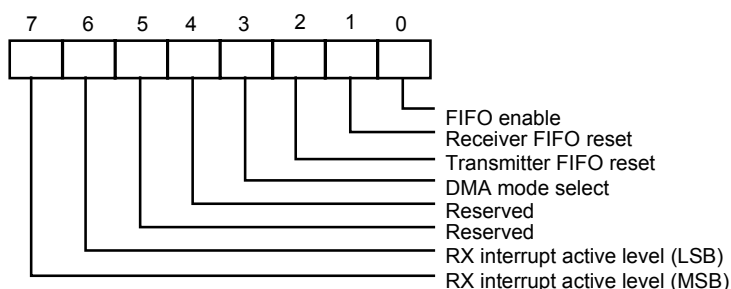 7 6 5 4 3 2 1 0
FIFO enable
Receiver FIFO reset
Transmitter FIFO reset
DMA mode select
Reserved
Reserved
RX interrupt active level (LSB)
RX interrupt active level (MSB)